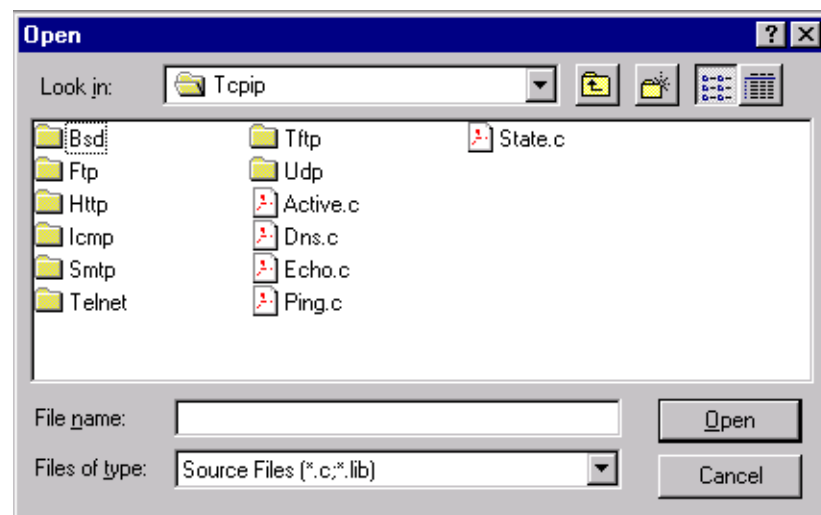 Open
Look in: Tcpip
Bsd Tftp State.c
Ftp Udp
Http Active.c
Icmp Dns.c
Smtp Echo.c
Telnet Ping.c
File name: Open
Files of type: Source Files (*.c;*.lib) Cancel